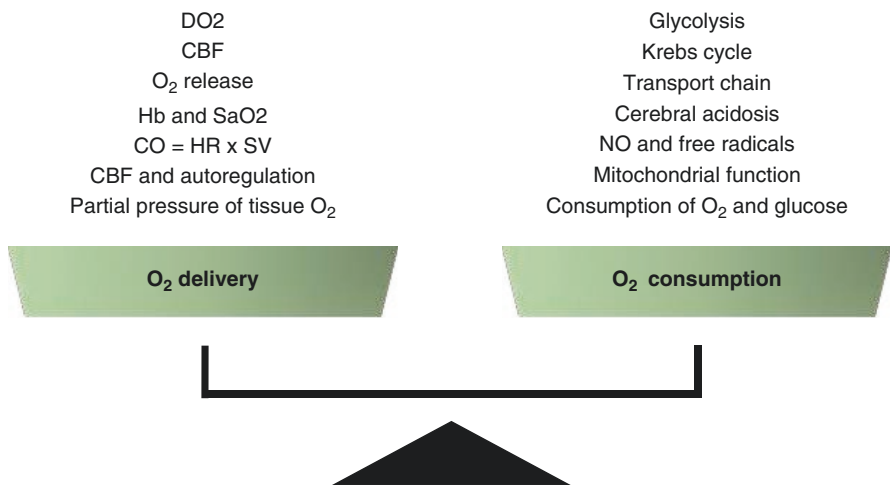 DO2
CBF
O₂ release
Hb and SaO2
CO = HR x SV
CBF and autoregulation
Partial pressure of tissue O₂
O₂ delivery
Glycolysis
Krebs cycle
Transport chain
Cerebral acidosis
NO and free radicals
Mitochondrial function
Consumption of O₂ and glucose
O₂ consumption